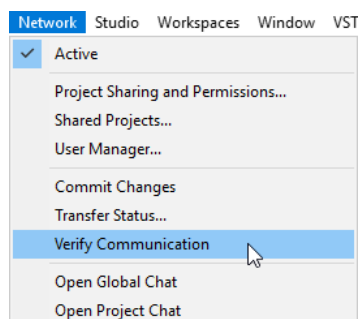 Network Studio Workspaces Window VST
Active
Project Sharing and Permissions...
Shared Projects...
User Manager...
Commit Changes
Transfer Status...
Verify Communication
Open Global Chat
Open Project Chat